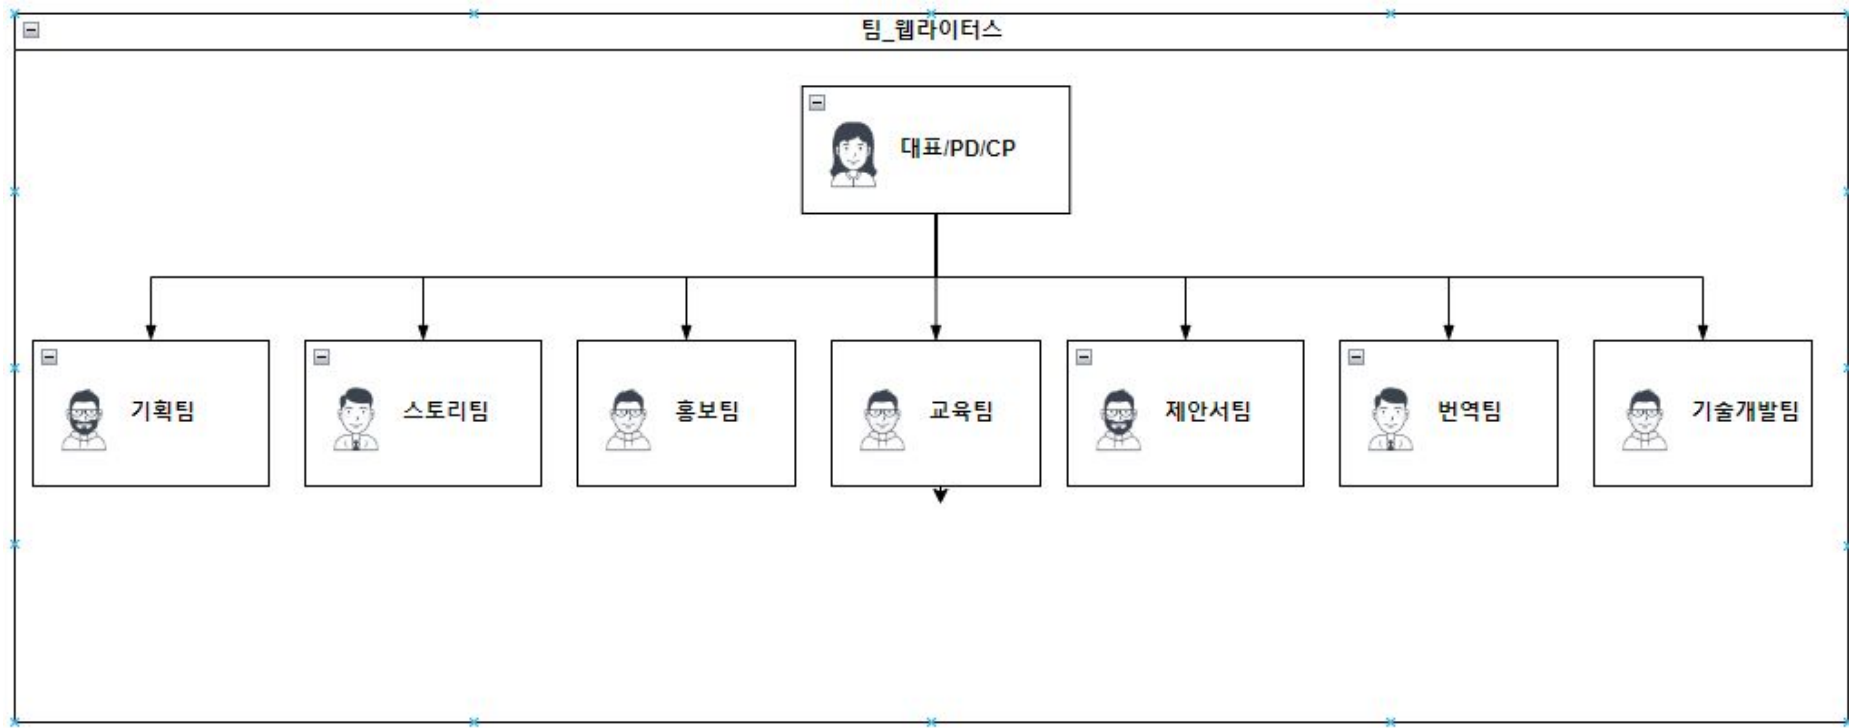 팀_웹라이터스
대표/PD/CP
기획팀
스토리팀
홍보팀
교육팀
제안서팀
번역팀
기술개발팀